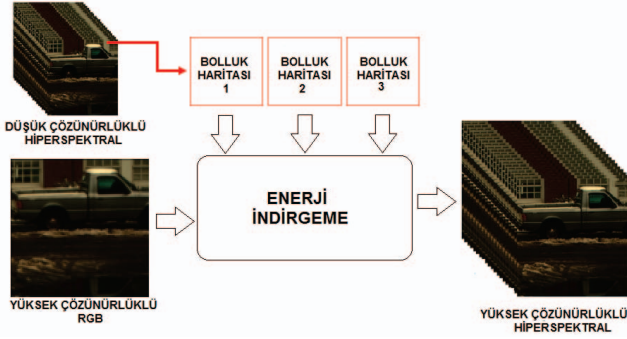 BOLLUK
HARİTASI
1
BOLLUK
HARİTASI
2
BOLLUK
HARİTASI
3
DÜŞÜK ÇÖZÜNÜRLÜKLÜ
HİPERSPEKTRAL
ENERJİ
İNDİRGEME
YÜKSEK ÇÖZÜNÜRLÜKLÜ
RGB
YÜKSEK ÇÖZÜNÜRLÜKLÜ
HİPERSPEKTRAL